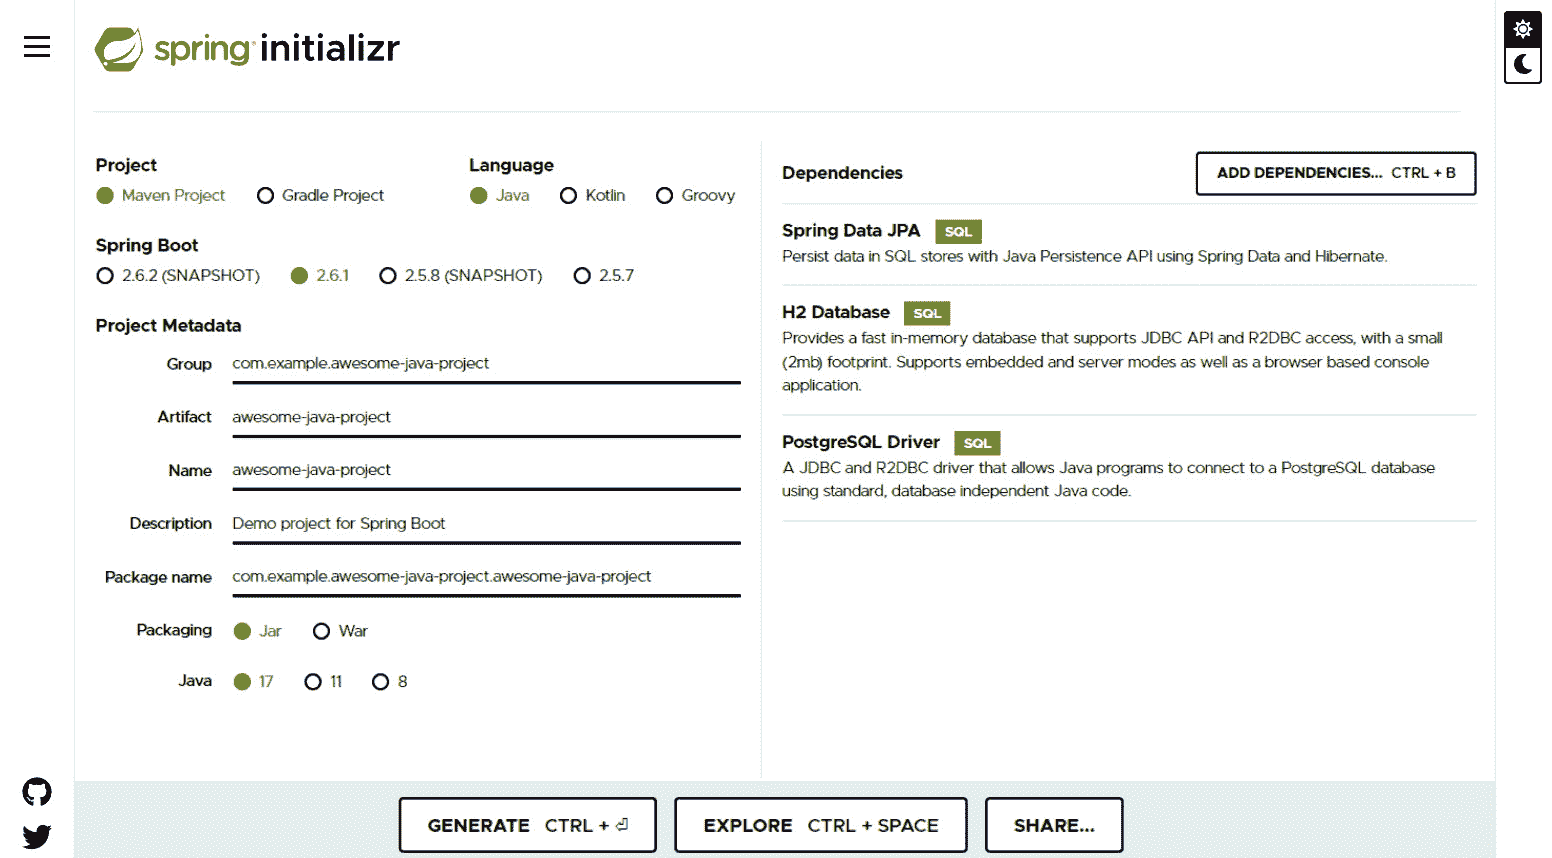 spring initializr
Project
Maven Project Gradle Project
Language
Java Kotlin Groovy
Spring Boot
2.6.2 (SNAPSHOT) 2.6.1 2.5.8 (SNAPSHOT) 2.5.7
Project Metadata
Group com.example.awesome-java-project
Artifact awesome-java-project
Name awesome-java-project
Description Demo project for Spring Boot
Package name com.example.awesome-java-project.awesome-java-project
Packaging Jar War
Java 17 11 8
Dependencies
ADD DEPENDENCIES... CTRL + B
Spring Data JPA SQL
Persist data in SQL stores with Java Persistence API using Spring Data and Hibernate.
H2 Database SQL
Provides a fast in-memory database that supports JDBC API and R2DBC access, with a small
(2mb) footprint. Supports embedded and server modes as well as a browser based console
application.
PostgreSQL Driver SQL
A JDBC and R2DBC driver that allows Java programs to connect to a PostgreSQL database
using standard, database independent Java code.
GENERATE CTRL + ⏎
EXPLORE CTRL + SPACE
SHARE...